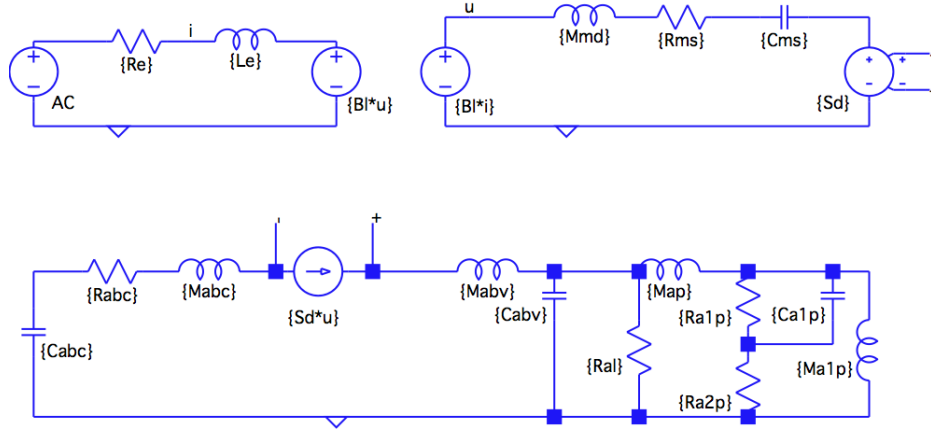 i
u
{Re}
{Le}
AC
{Bl*u}
{Mmd}
{Rms}
{Cms}
{Bl*i}
{Sd}
-
+
{Rabc}
{Mabc}
{Sd*u}
{Mabv}
{Cabv}
{Map}
{Ra1p}
{Ca1p}
{Cabc}
{Ral}
{Ra2p}
{Ma1p}